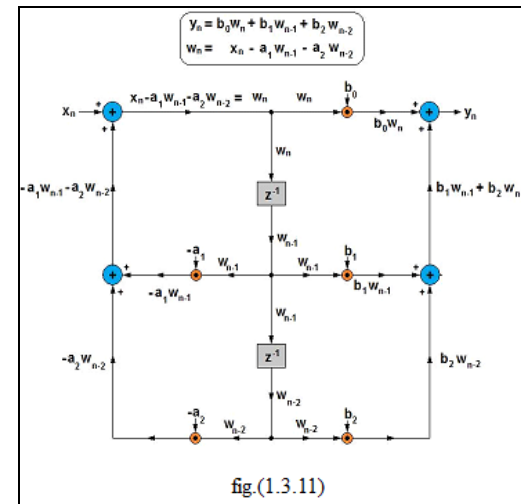 yₙ = b₀wₙ + b₁wₙ₋₁ + b₂wₙ₋₂
wₙ = xₙ - a₁wₙ₋₁ - a₂wₙ₋₂
b₀
xₙ + xₙ-a₁wₙ₋₁-a₂wₙ₋₂ = wₙ wₙ + yₙ
+ + b₀wₙ +
wₙ
-a₁wₙ₋₁-a₂wₙ₋₂ b₁wₙ₋₁ + b₂wₙ
z⁻¹
-a₁ wₙ₋₁ b₁
+ wₙ₋₁ wₙ₋₁ + +
+ -a₁wₙ₋₁ b₁wₙ₋₁ +
wₙ₋₁
-a₂wₙ₋₂ z⁻¹ b₂wₙ₋₂
-a₂ wₙ₋₂ b₂
wₙ₋₂ wₙ₋₂
fig.(1.3.11)